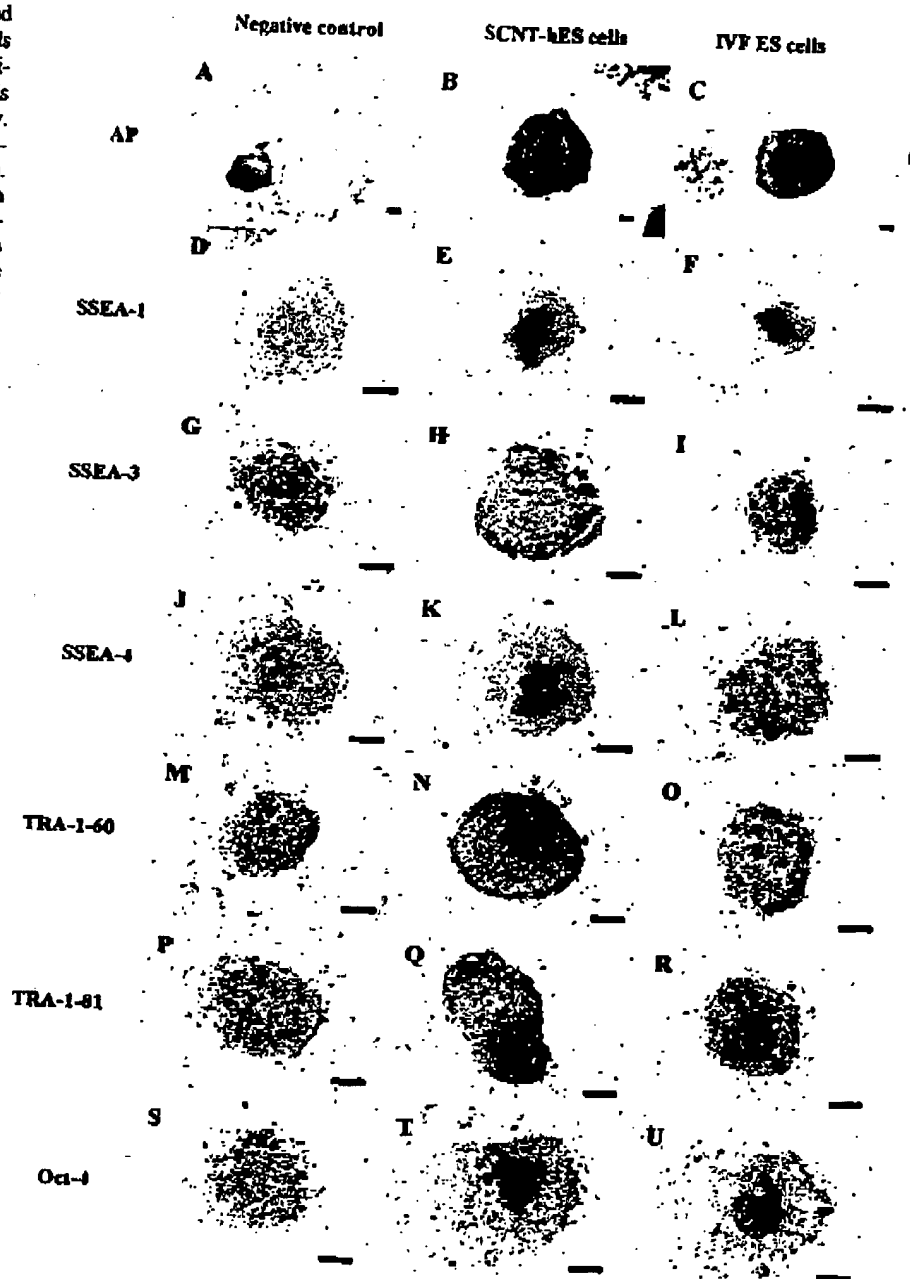 Negative control SCNT-hES cells IVF ES cells
A B C
AP
D E F
SSEA-1
G H I
SSEA-3
J K L
SSEA-4
M N O
TRA-1-60
P Q R
TRA-1-81
S T U
Oct-4